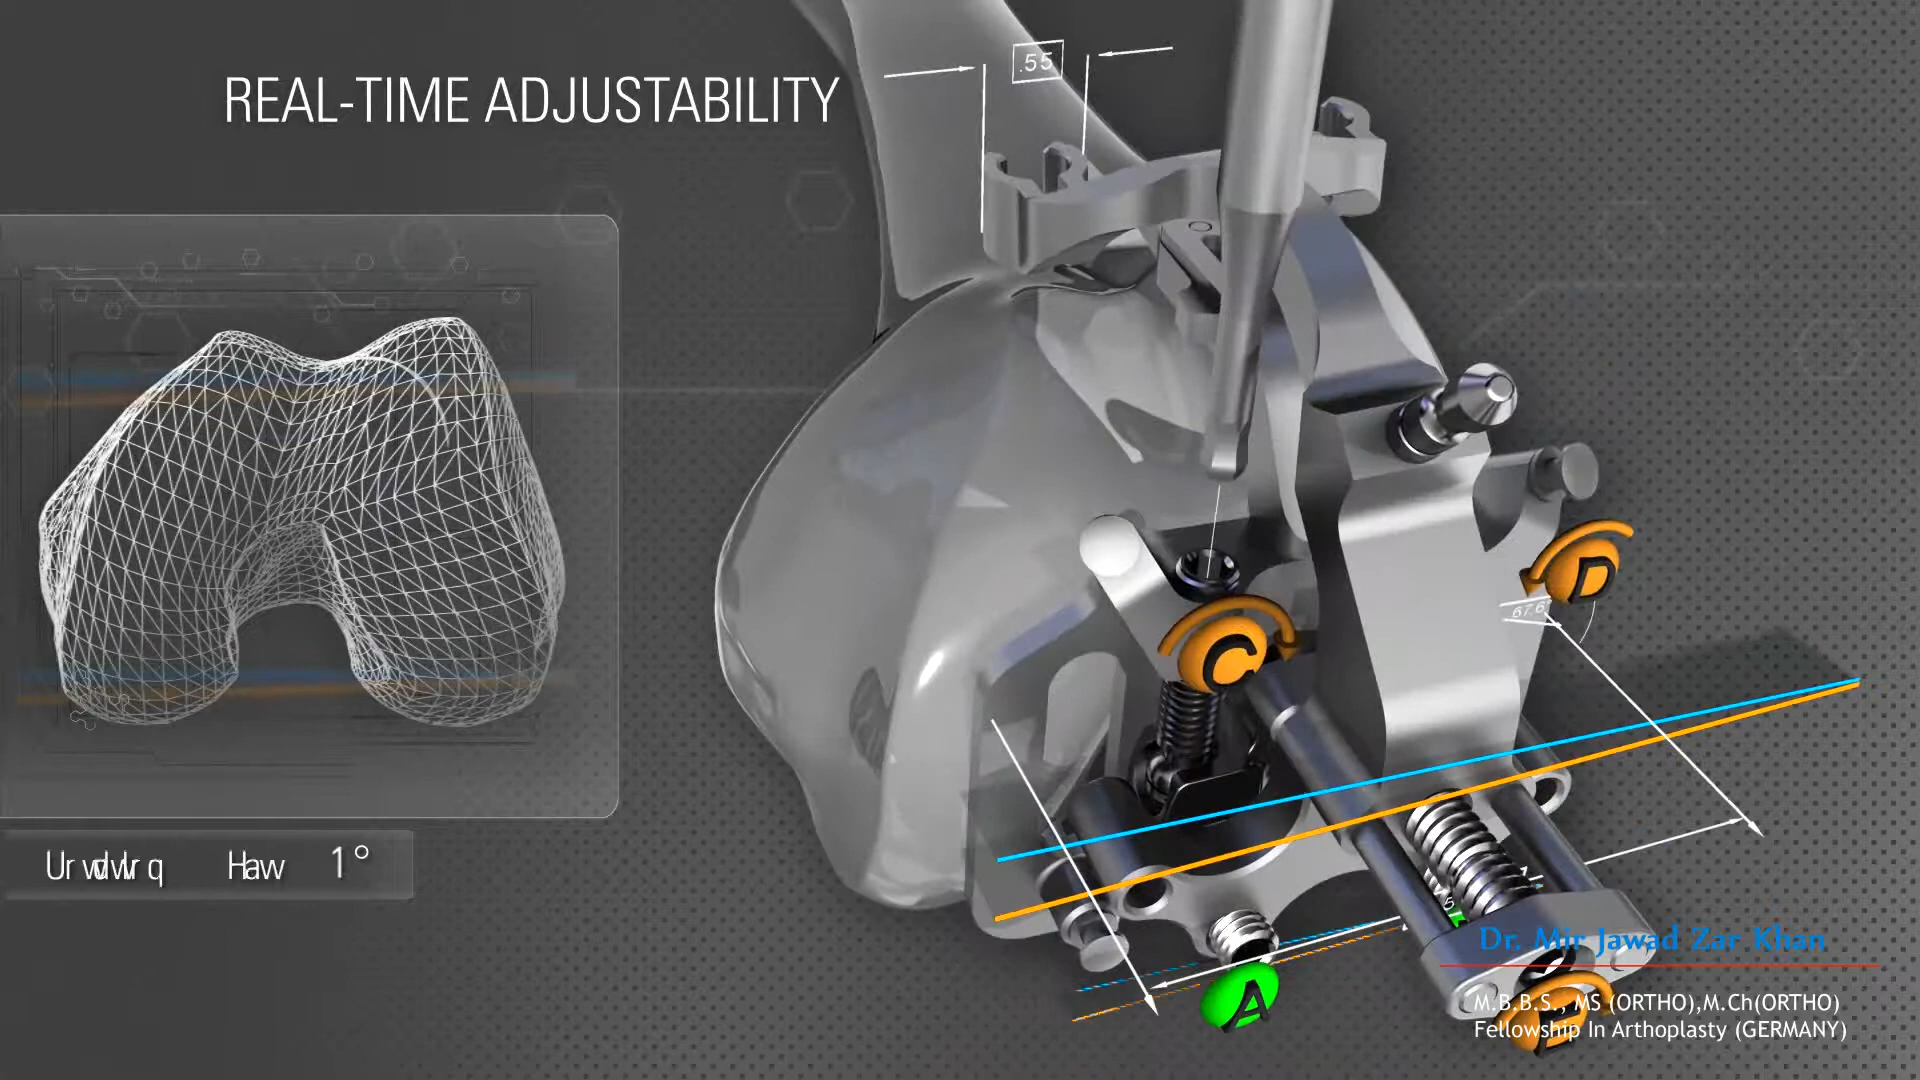 REAL-TIME ADJUSTABILITY
.55
C
D
67.6°
Ur wdwlr q Haw 1°
A
E
Dr. Mir Jawad Zar Khan
M.B.B.S., MS (ORTHO),M.Ch(ORTHO)
Fellowship In Arthoplasty (GERMANY)